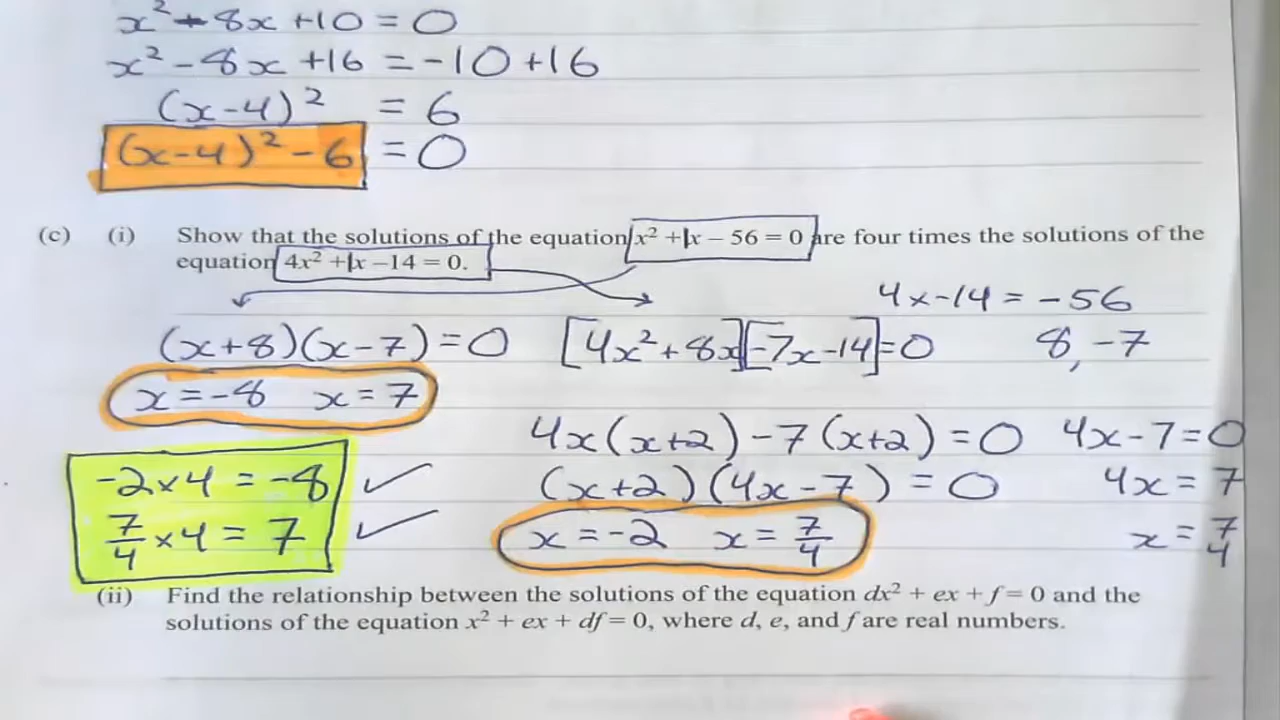 x² - 8x + 10 = 0
x² - 8x + 16 = -10 + 16
(x-4)² = 6
(x-4)² - 6 = 0
(c) (i) Show that the solutions of the equation x² + 1x – 56 = 0 are four times the solutions of the
equation 4x² + 1x – 14 = 0.
4x-14 = -56
(x+8)(x-7) = 0 [4x² + 8x][-7x-14] = 0 8, -7
x = -8 x = 7
4x(x+2) - 7(x+2) = 0 4x-7 = 0
-2x4 = -8 ✓ (x+2)(4x-7) = 0 4x = 7
7/4 x 4 = 7 ✓ x = -2 x = 7/4 x = 7/4
(ii) Find the relationship between the solutions of the equation dx² + ex + f = 0 and the
solutions of the equation x² + ex + df = 0, where d, e, and f are real numbers.